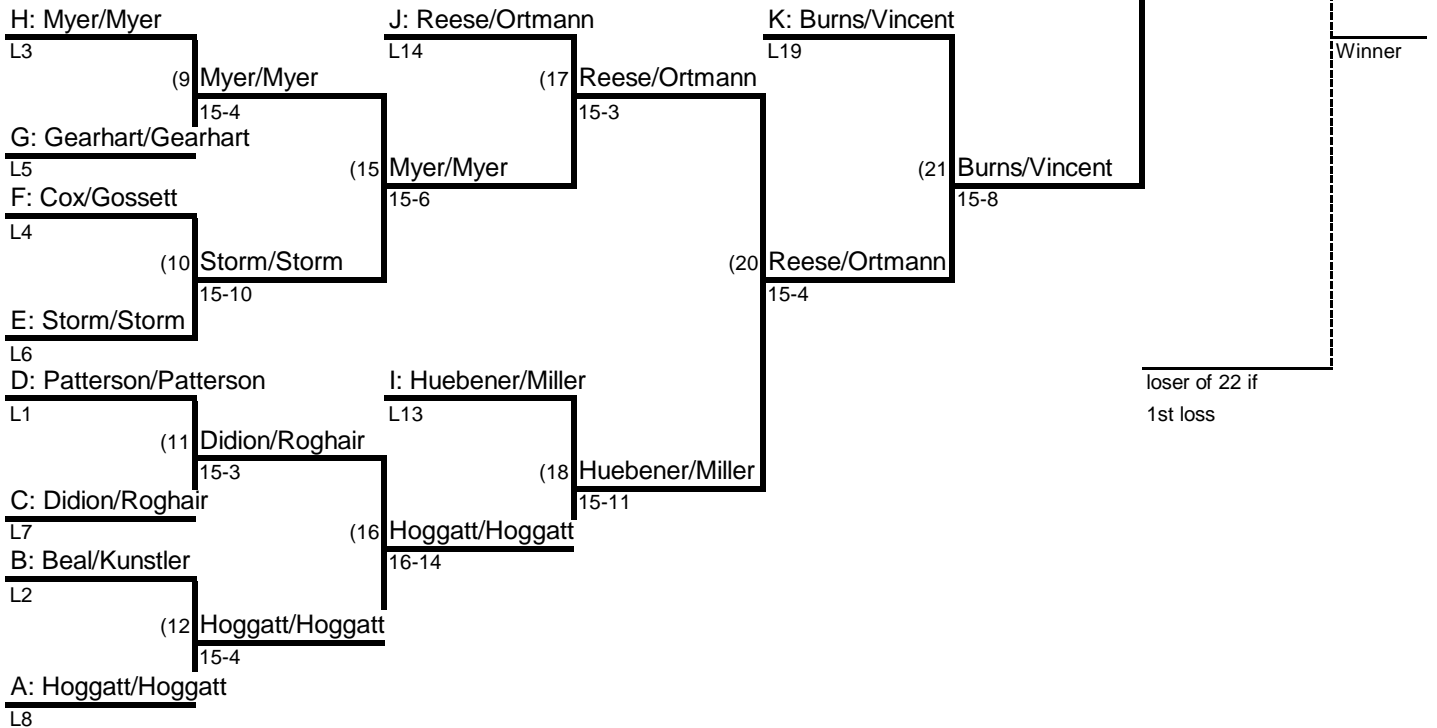 H: Myer/Myer
L3
(9 Myer/Myer
15-4
G: Gearhart/Gearhart
L5
F: Cox/Gossett
L4
(10 Storm/Storm
15-10
E: Storm/Storm
L6
D: Patterson/Patterson
L1
(11 Didion/Roghair
15-3
C: Didion/Roghair
L7
B: Beal/Kunstler
L2
(12 Hoggatt/Hoggatt
15-4
A: Hoggatt/Hoggatt
L8
J: Reese/Ortmann
L14
(17 Reese/Ortmann
15-3
(15 Myer/Myer
15-6
I: Huebener/Miller
L13
(18 Huebener/Miller
15-11
(16 Hoggatt/Hoggatt
16-14
K: Burns/Vincent
L19
(21 Burns/Vincent
15-8
(20 Reese/Ortmann
15-4
Winner
loser of 22 if
1st loss